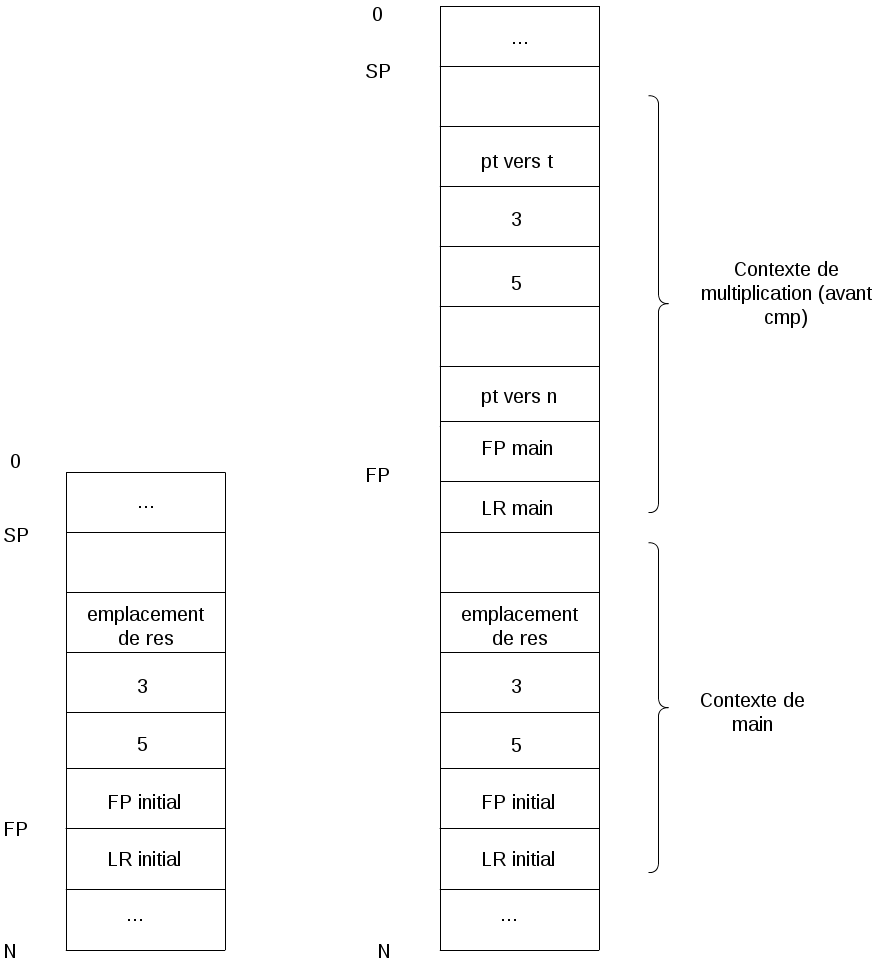 0
...
SP
emplacement
de res
3
5
FP initial
FP
LR initial
...
N
0
...
SP
pt vers t
3
5
pt vers n
FP main
FP
LR main
emplacement
de res
3
5
FP initial
LR initial
...
N
Contexte de
multiplication (avant
cmp)
Contexte de
main